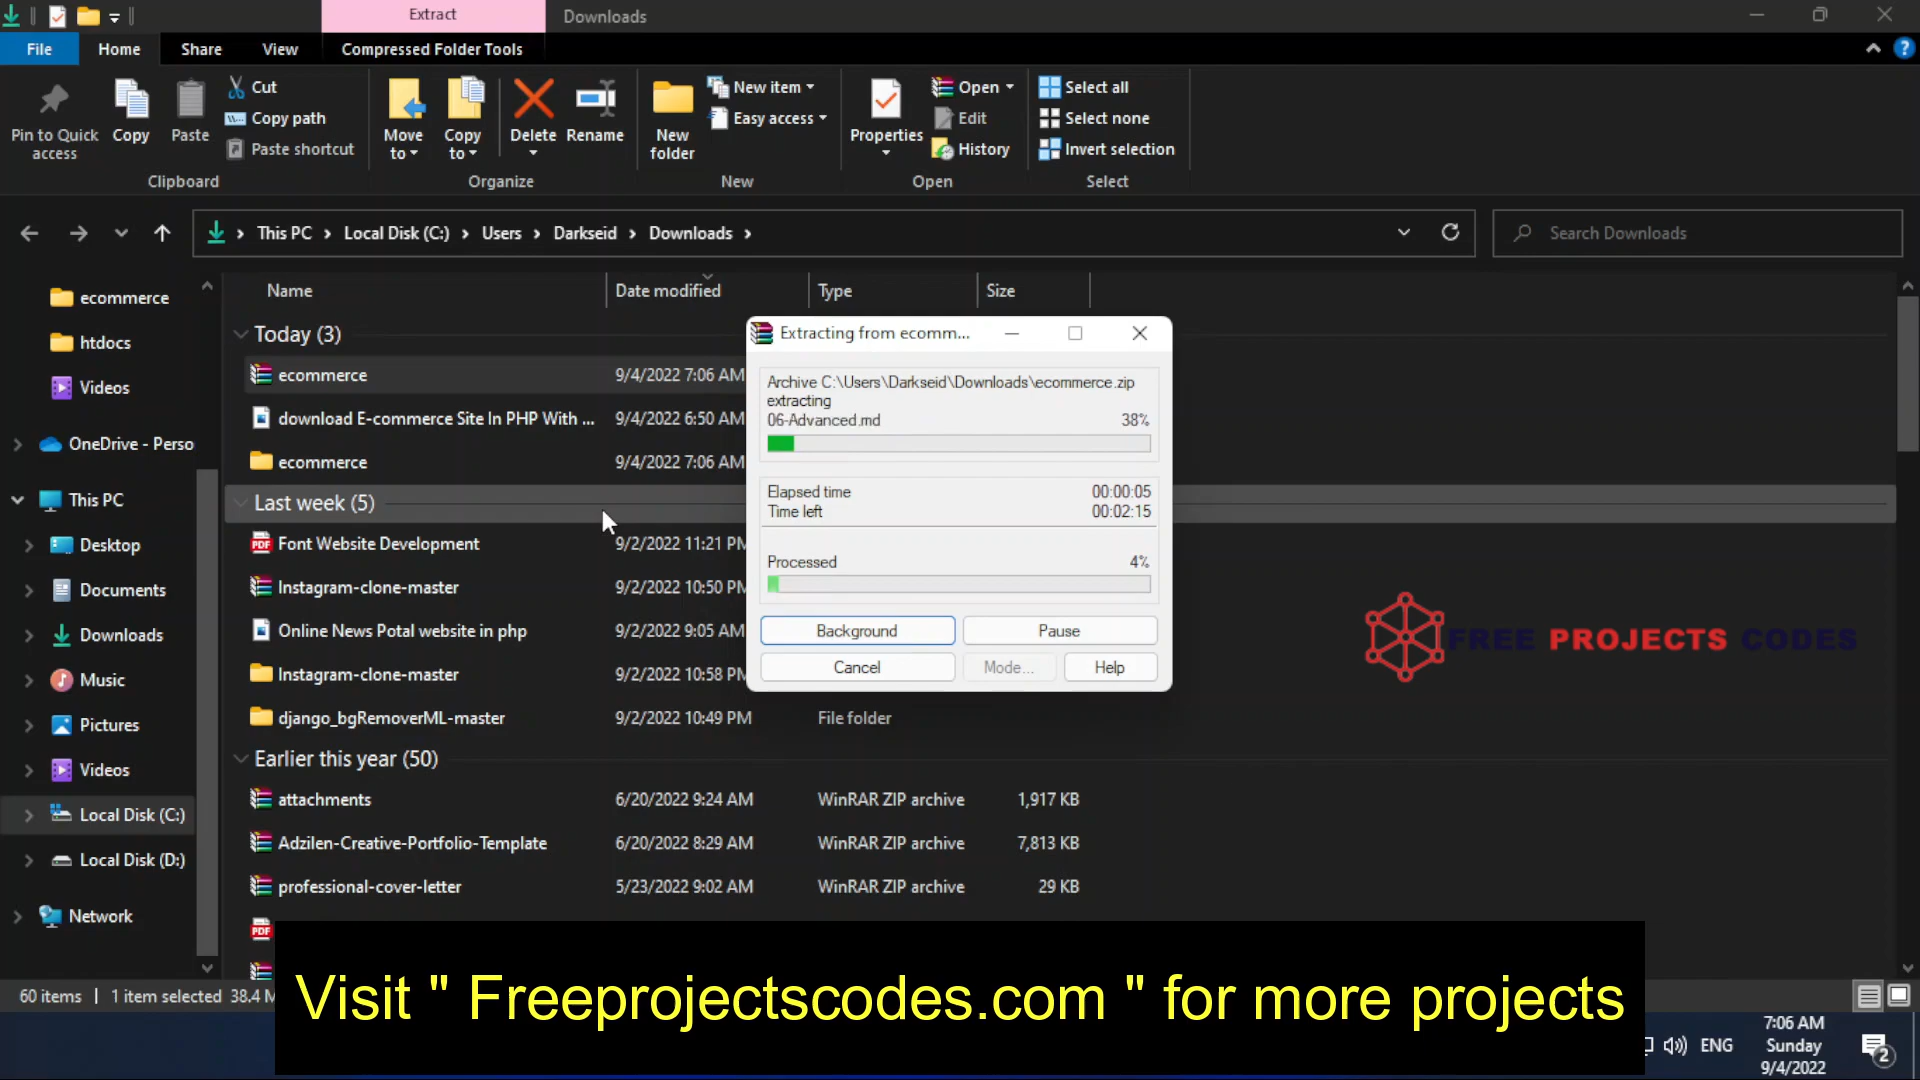 Extract
Downloads
File
Home
Share
View
Compressed Folder Tools
Pin to Quick
access
Copy
Paste
Cut
Copy path
Paste shortcut
Clipboard
Move
to
Copy
to
Delete
Rename
Organize
New
folder
New item
Easy access
New
Properties
Open
Edit
History
Open
Select all
Select none
Invert selection
Select
This PC > Local Disk (C:) > Users > Darkseid > Downloads >
Search Downloads
ecommerce
htdocs
Videos
OneDrive - Perso
This PC
Desktop
Documents
Downloads
Music
Pictures
Videos
Local Disk (C:)
Local Disk (D:)
Network
Name Date modified Type Size
Today (3)
ecommerce 9/4/2022 7:06 AM
download E-commerce Site In PHP With ... 9/4/2022 6:50 AM
ecommerce 9/4/2022 7:06 AM
Last week (5)
Font Website Development 9/2/2022 11:21 PM
Instagram-clone-master 9/2/2022 10:50 PM
Online News Potal website in php 9/2/2022 9:05 AM
Instagram-clone-master 9/2/2022 10:58 PM
django_bgRemoverML-master 9/2/2022 10:49 PM File folder
Earlier this year (50)
attachments 6/20/2022 9:24 AM WinRAR ZIP archive 1,917 KB
Adzilen-Creative-Portfolio-Template 6/20/2022 8:29 AM WinRAR ZIP archive 7,813 KB
professional-cover-letter 5/23/2022 9:02 AM WinRAR ZIP archive 29 KB
PDF
Extracting from ecomm...
Archive C:\Users\Darkseid\Downloads\ecommerce.zip
extracting
06-Advanced.md 38%
Elapsed time 00:00:05
Time left 00:02:15
Processed 4%
Background
Pause
Cancel
Mode...
Help
FREE PROJECTS CODES
60 items | 1 item selected 38.4 M
Visit " Freeprojectscodes.com " for more projects
ENG
7:06 AM
Sunday
9/4/2022
2